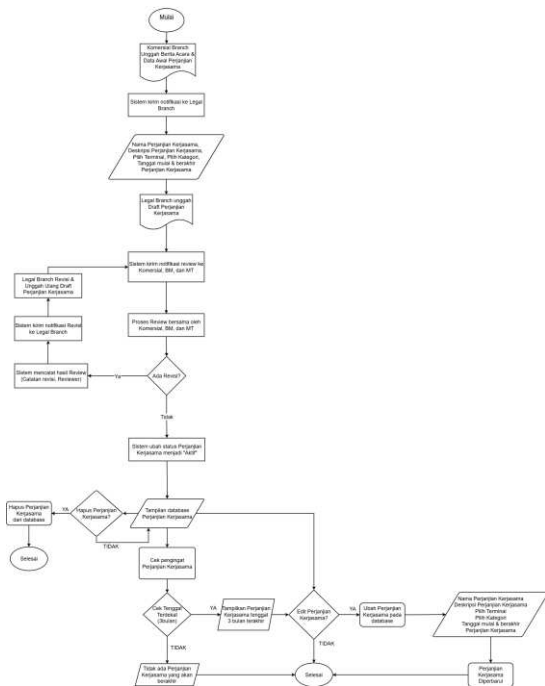 Mulai
Komersial Branch
Unggah Berita Acara &
Data Awal Perjanjian
Kerjasama
Sistem kirim notifikasi ke Legal
Branch
Nama Perjanjian Kerjasama,
Deskripsi Perjanjian Kerjasama,
Pilih Terminal, Pilih Kategori,
Tanggal mulai & berakhir
Perjanjian Kerjasama
Legal Branch unggah
Draft Perjanjian
Kerjasama
Sistem kirim notifikasi review ke
Komersial, BM, dan MT
Legal Branch Revisi &
Unggah Ulang Draft
Perjanjian Kerjasama
Sistem kirim notifikasi Revisi
ke Legal Branch
Proses Review bersama oleh
Komersial, BM, dan MT
Sistem mencatat hasil Review
(Catatan revisi, Reviewer)
Ya
Ada Revisi?
Tidak
Sistem ubah status Perjanjian
Kerjasama menjadi "Aktif"
Hapus Perjanjian
Kerjasama
dari database
YA
Hapus Perjanjian
Kerjasama?
TIDAK
Tampilan database
Perjanjian Kerjasama
Selesai
Cek pengingat
Perjanjian Kerjasama
Cek Tenggat
Terdekat
(3bulan)
YA
Tampilkan Perjanjian
Kerjasama tenggat
3 bulan terakhir
Edit Perjanjian
Kerjasama?
YA
Ubah Perjanjian
Kerjasama pada
database
Nama Perjanjian Kerjasama
Deskripsi Perjanjian Kerjasama
Pilih Terminal
Pilih Kategori
Tanggal mulai & berakhir
Perjanjian Kerjasama
TIDAK
TIDAK
Tidak ada Perjanjian
Kerjasama yang akan
berakhir
Selesai
Perjanjian
Kerjasama
Diperbarui